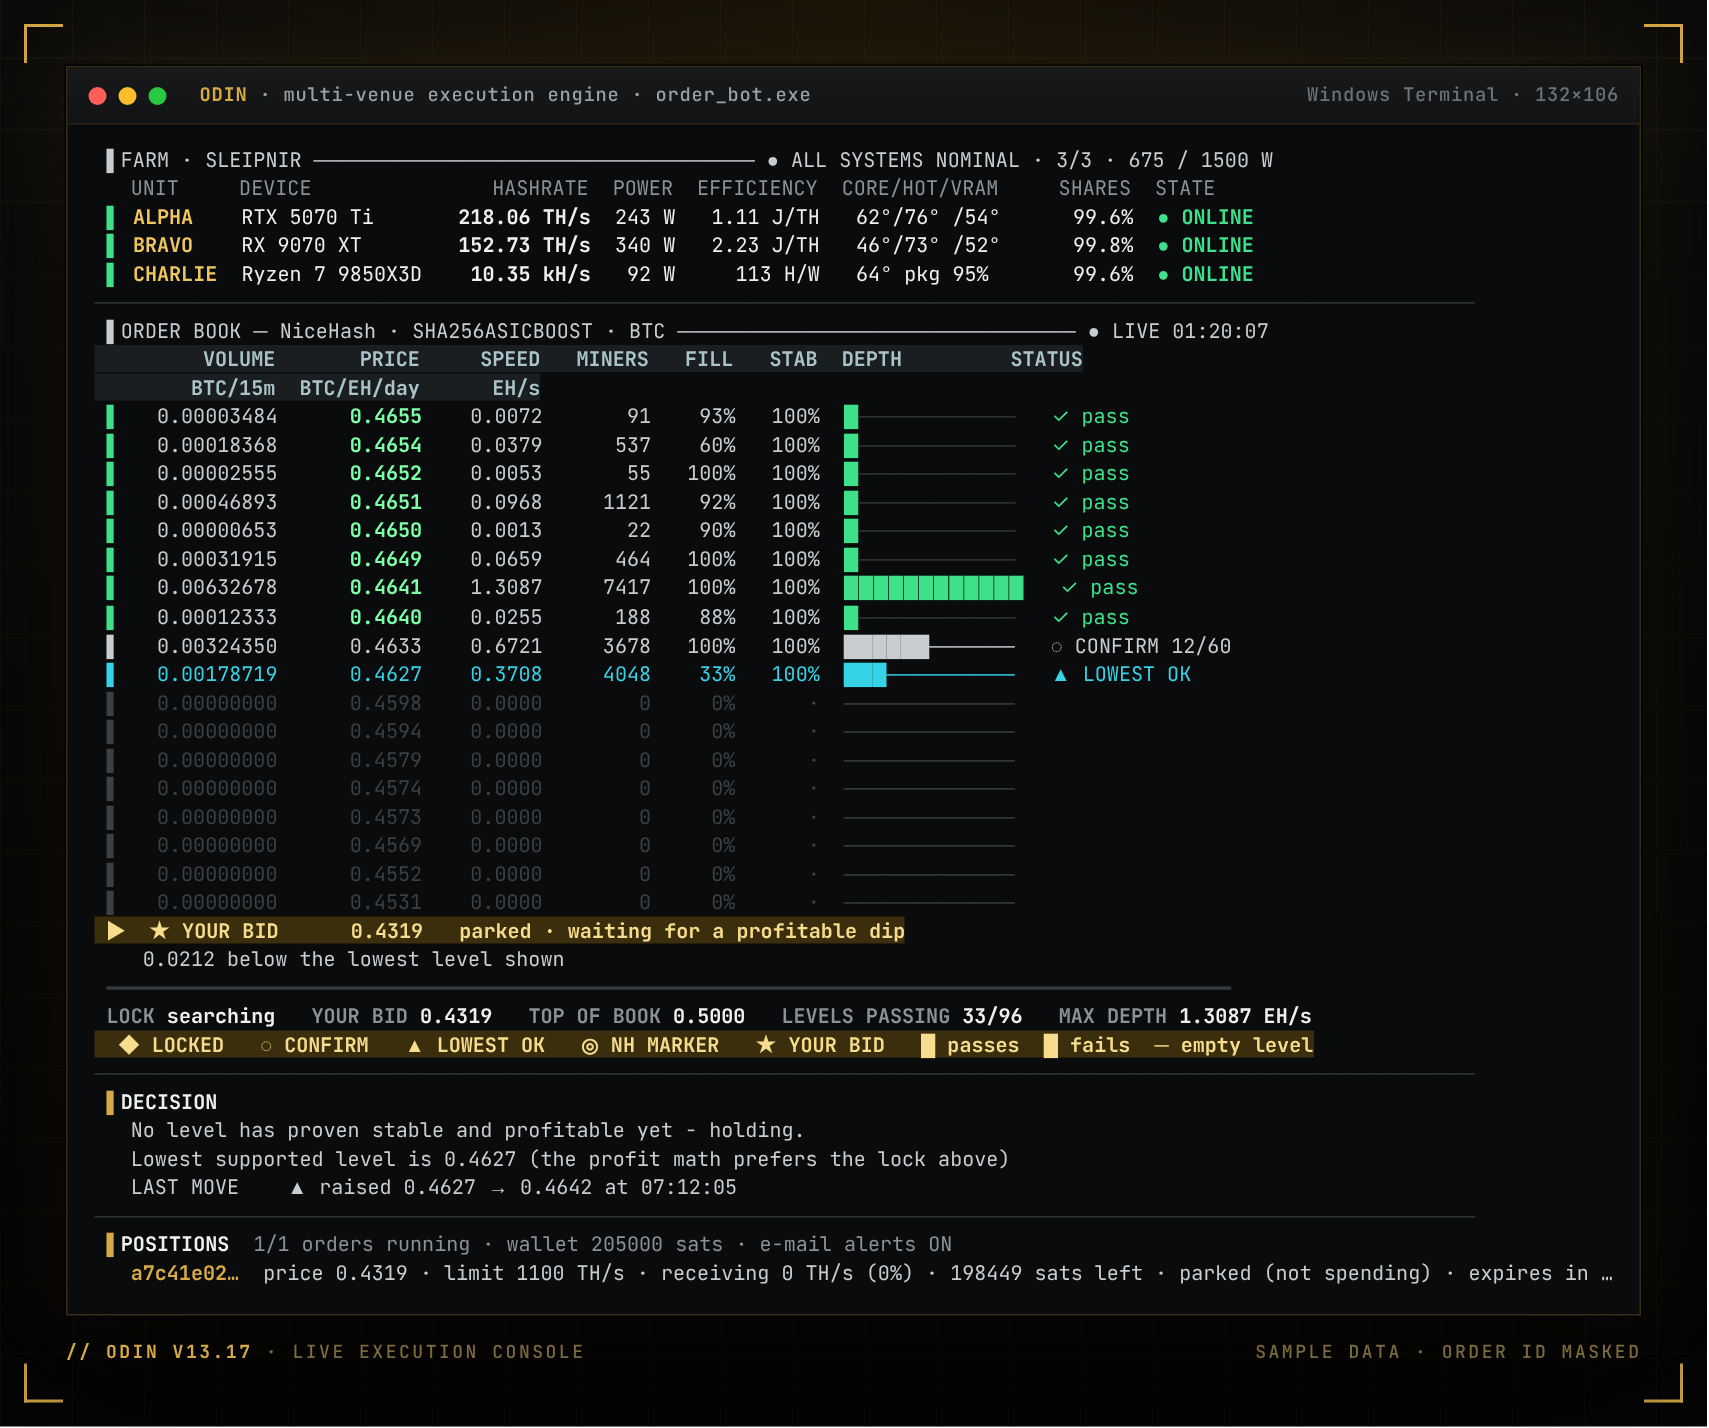 ODIN · multi-venue execution engine · order_bot.exe Windows Terminal · 132×106
FARM · SLEIPNIR ● ALL SYSTEMS NOMINAL · 3/3 · 675 / 1500 W
UNIT DEVICE HASHRATE POWER EFFICIENCY CORE/HOT/VRAM SHARES STATE
ALPHA RTX 5070 Ti 218.06 TH/s 243 W 1.11 J/TH 62°/76° /54° 99.6% ● ONLINE
BRAVO RX 9070 XT 152.73 TH/s 340 W 2.23 J/TH 46°/73° /52° 99.8% ● ONLINE
CHARLIE Ryzen 7 9850X3D 10.35 kH/s 92 W 113 H/W 64° pkg 95% 99.6% ● ONLINE
ORDER BOOK — NiceHash · SHA256ASICBOOST · BTC ● LIVE 01:20:07
VOLUME PRICE SPEED MINERS FILL STAB DEPTH STATUS
BTC/15m BTC/EH/day EH/s
0.00003484 0.4655 0.0072 91 93% 100% ✓ pass
0.00018368 0.4654 0.0379 537 60% 100% ✓ pass
0.00002555 0.4652 0.0053 55 100% 100% ✓ pass
0.00046893 0.4651 0.0968 1121 92% 100% ✓ pass
0.00000653 0.4650 0.0013 22 90% 100% ✓ pass
0.00031915 0.4649 0.0659 464 100% 100% ✓ pass
0.00632678 0.4641 1.3087 7417 100% 100% ✓ pass
0.00012333 0.4640 0.0255 188 88% 100% ✓ pass
0.00324350 0.4633 0.6721 3678 100% 100% ◌ CONFIRM 12/60
0.00178719 0.4627 0.3708 4048 33% 100% ▲ LOWEST OK
0.00000000 0.4598 0.0000 0 0% ·
0.00000000 0.4594 0.0000 0 0% ·
0.00000000 0.4579 0.0000 0 0% ·
0.00000000 0.4574 0.0000 0 0% ·
0.00000000 0.4573 0.0000 0 0% ·
0.00000000 0.4569 0.0000 0 0% ·
0.00000000 0.4552 0.0000 0 0% ·
0.00000000 0.4531 0.0000 0 0% ·
▶ ★ YOUR BID 0.4319 parked · waiting for a profitable dip
0.0212 below the lowest level shown
LOCK searching YOUR BID 0.4319 TOP OF BOOK 0.5000 LEVELS PASSING 33/96 MAX DEPTH 1.3087 EH/s
◆ LOCKED ◌ CONFIRM ▲ LOWEST OK ◎ NH MARKER ★ YOUR BID █ passes █ fails — empty level
DECISION
No level has proven stable and profitable yet - holding.
Lowest supported level is 0.4627 (the profit math prefers the lock above)
LAST MOVE ▲ raised 0.4627 → 0.4642 at 07:12:05
POSITIONS 1/1 orders running · wallet 205000 sats · e-mail alerts ON
a7c41e02… price 0.4319 · limit 1100 TH/s · receiving 0 TH/s (0%) · 198449 sats left · parked (not spending) · expires in …
// ODIN V13.17 · LIVE EXECUTION CONSOLE SAMPLE DATA · ORDER ID MASKED